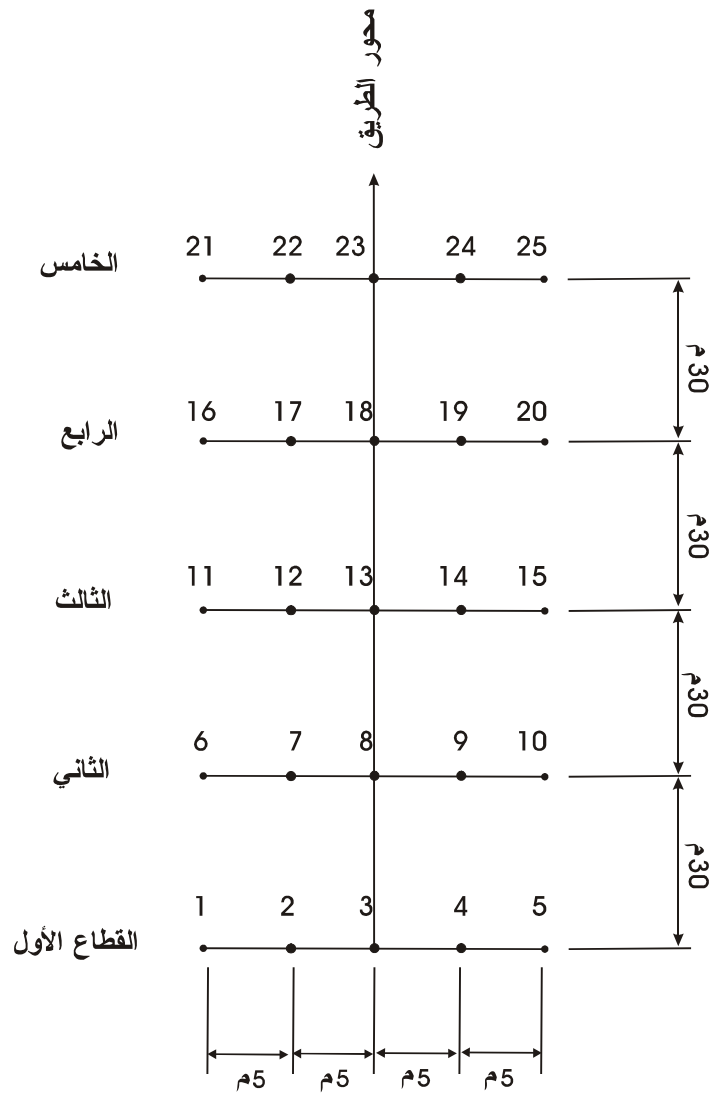 محور الطريق
الخامس 21 22 23 24 25
30 م
الرابع 16 17 18 19 20
30م
الثالث 11 12 13 14 15
30م
الثاني 6 7 8 9 10
30م
القطاع الأول 1 2 3 4 5
5م 5م 5م 5م